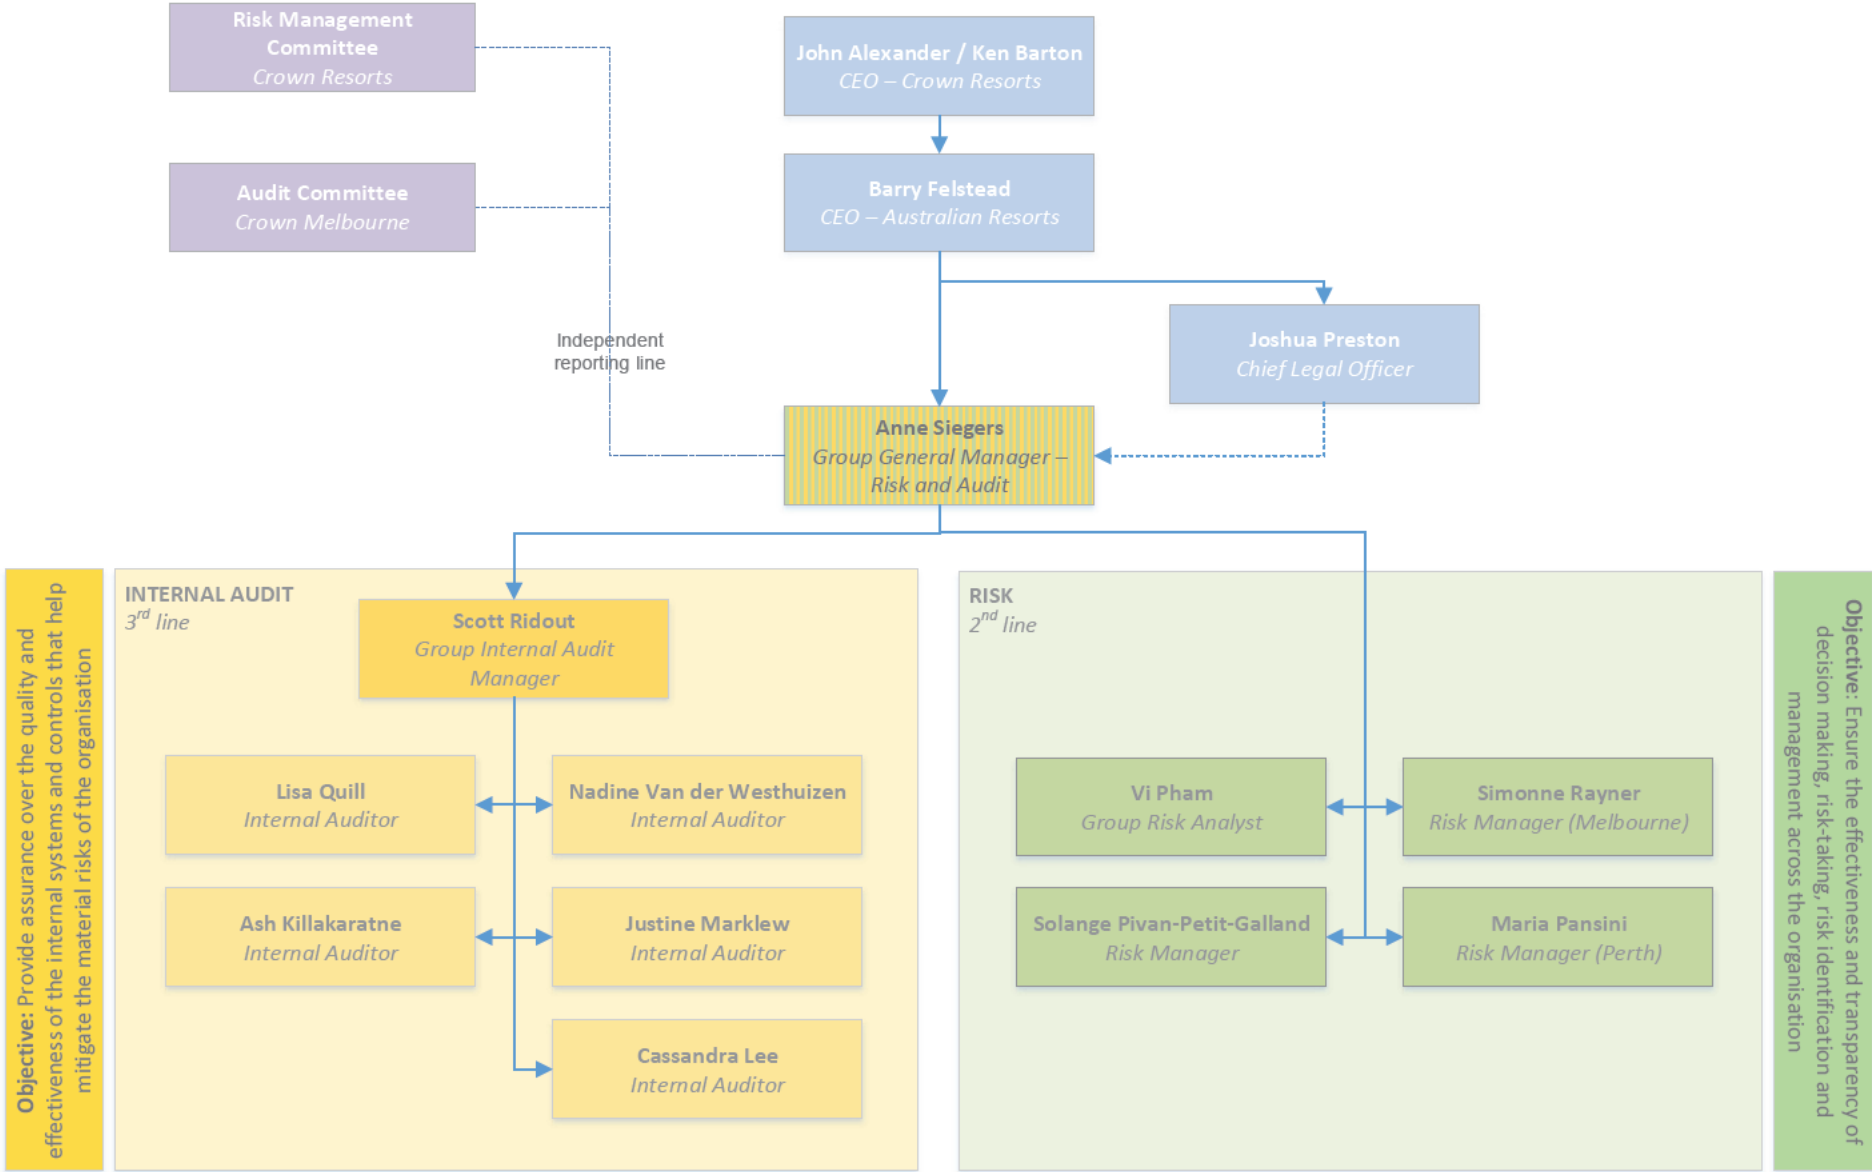 Risk Management
Committee
Crown Resorts
John Alexander / Ken Barton
CEO – Crown Resorts
Audit Committee
Crown Melbourne
Barry Felstead
CEO – Australian Resorts
Independent
reporting line
Joshua Preston
Chief Legal Officer
Anne Siegers
Group General Manager –
Risk and Audit
Objective: Provide assurance over the quality and
effectiveness of the internal systems and controls that help
mitigate the material risks of the organisation
INTERNAL AUDIT
3rd line
Scott Ridout
Group Internal Audit
Manager
Lisa Quill
Internal Auditor
Nadine Van der Westhuizen
Internal Auditor
Ash Killakaratne
Internal Auditor
Justine Marklew
Internal Auditor
Cassandra Lee
Internal Auditor
RISK
2nd line
Vi Pham
Group Risk Analyst
Simonne Rayner
Risk Manager (Melbourne)
Solange Pivan-Petit-Galland
Risk Manager
Maria Pansini
Risk Manager (Perth)
Objective: Ensure the effectiveness and transparency of
decision making, risk-taking, risk identification and
management across the organisation